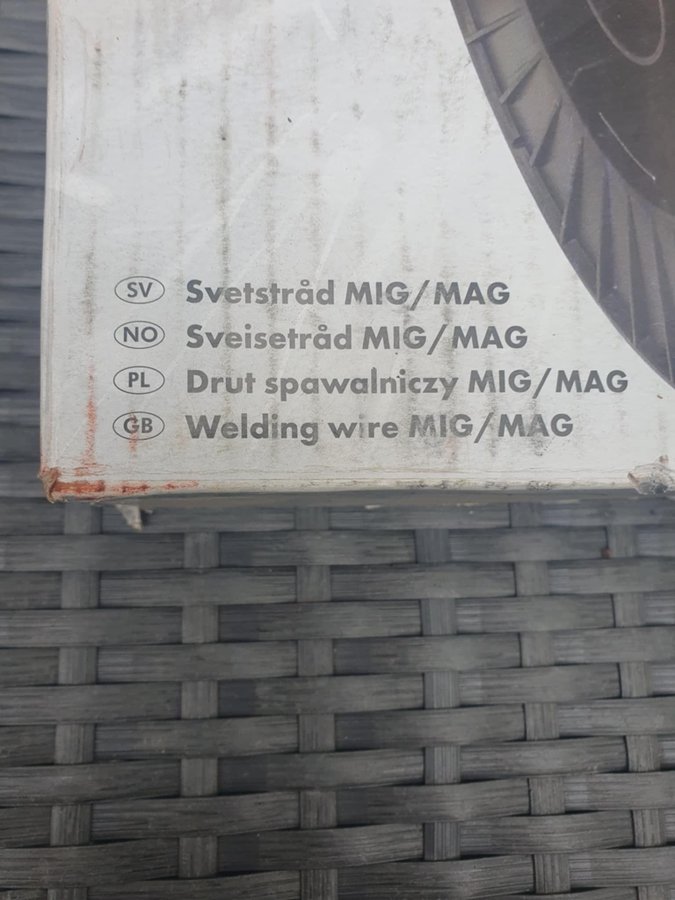 SV Svetstråd MIG/MAG
NO Sveisetråd MIG/MAG
PL Drut spawalniczy MIG/MAG
GB Welding wire MIG/MAG